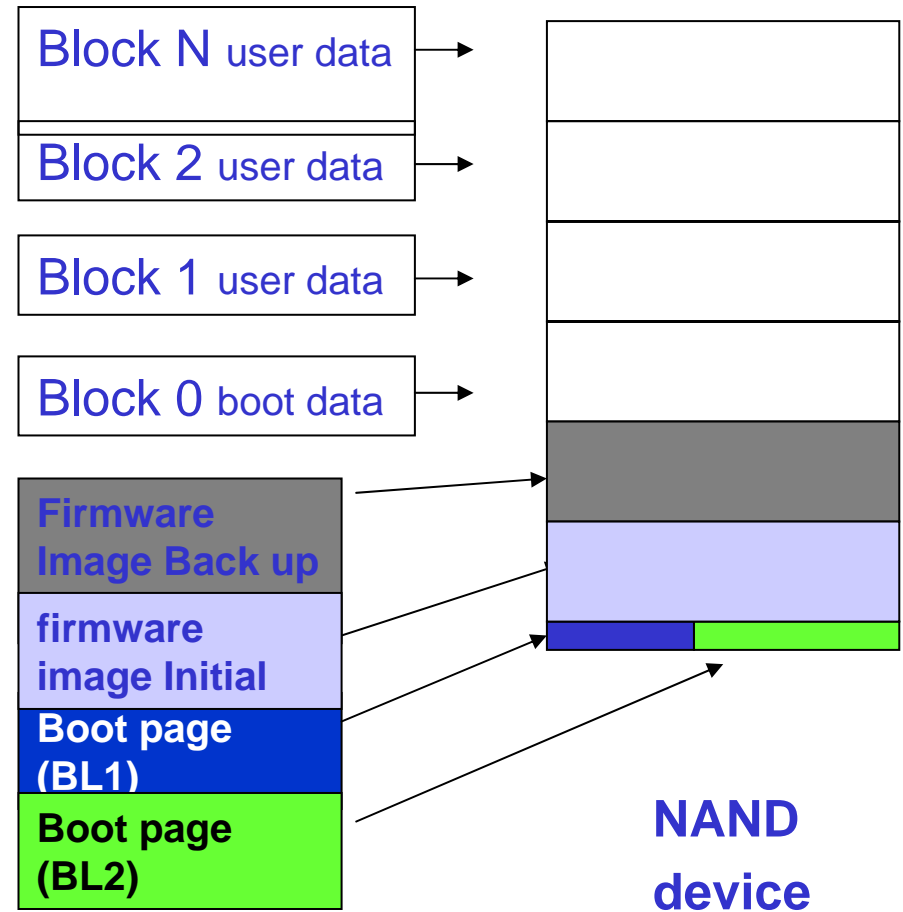 Block N user data
Block 2 user data
Block 1 user data
Block 0 boot data
Firmware
Image Back up
firmware
image Initial
Boot page
(BL1)
Boot page
(BL2)
NAND
device